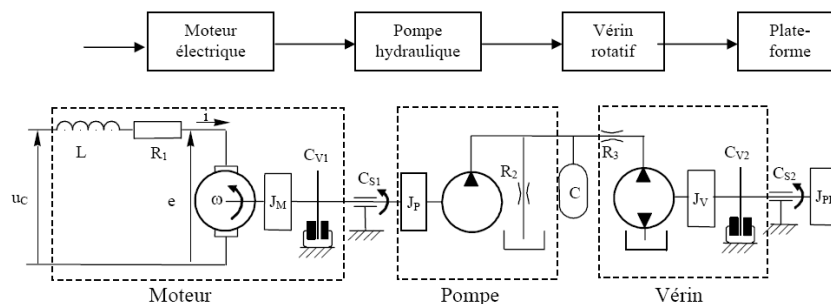 Moteur
électrique
Pompe
hydraulique
Vérin
rotatif
Plate-
forme
i
L
R1
uC
e
ω
JM
CV1
CS1
JP
R2
C
R3
CV2
JV
CS2
JPl
Moteur
Pompe
Vérin